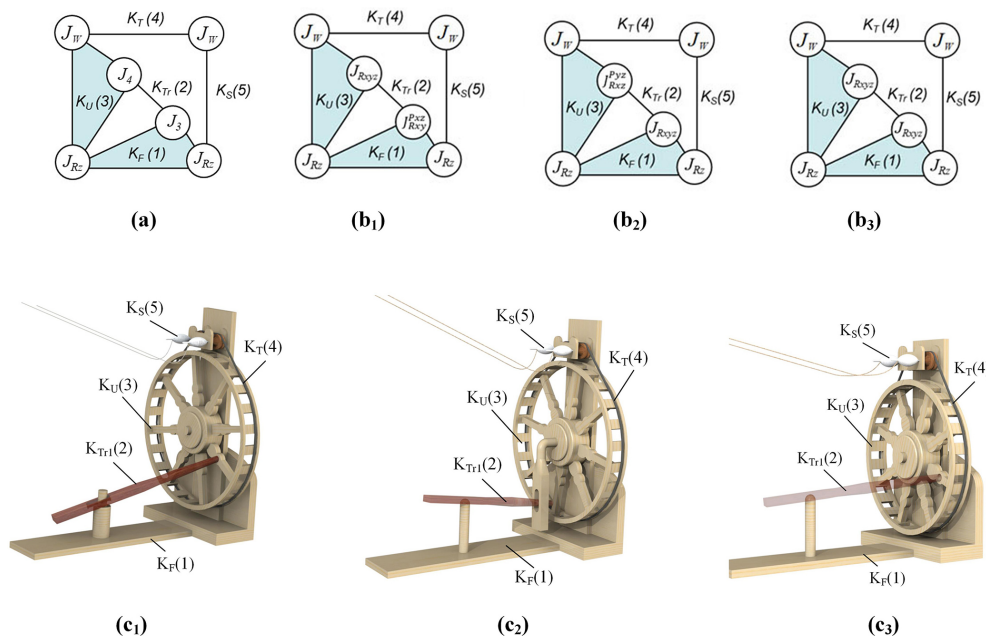 K_T(4) K_T(4) K_T(4) K_T(4)
J_W J_W J_W J_W J_W J_W J_W J_W
J_4 K_Tr(2) J_Rxyz K_Tr(2) J^Pyz_Rxz K_Tr(2) J_Rxyz K_Tr(2)
K_U(3) K_S(5) K_U(3) K_S(5) K_U(3) K_S(5) K_U(3) K_S(5)
J_3 J^Pxz_Rxy J_Rxyz J_Rxyz
K_F(1) K_F(1) K_F(1) K_F(1)
J_Rz J_Rz J_Rz J_Rz J_Rz J_Rz J_Rz J_Rz
(a) (b₁) (b₂) (b₃)
K_S(5) K_S(5) K_S(5)
K_T(4) K_T(4) K_T(4
K_U(3) K_U(3) K_U(3)
K_Tr1(2) K_Tr1(2) K_Tr1(2)
K_F(1) K_F(1) K_F(1)
(c₁) (c₂) (c₃)